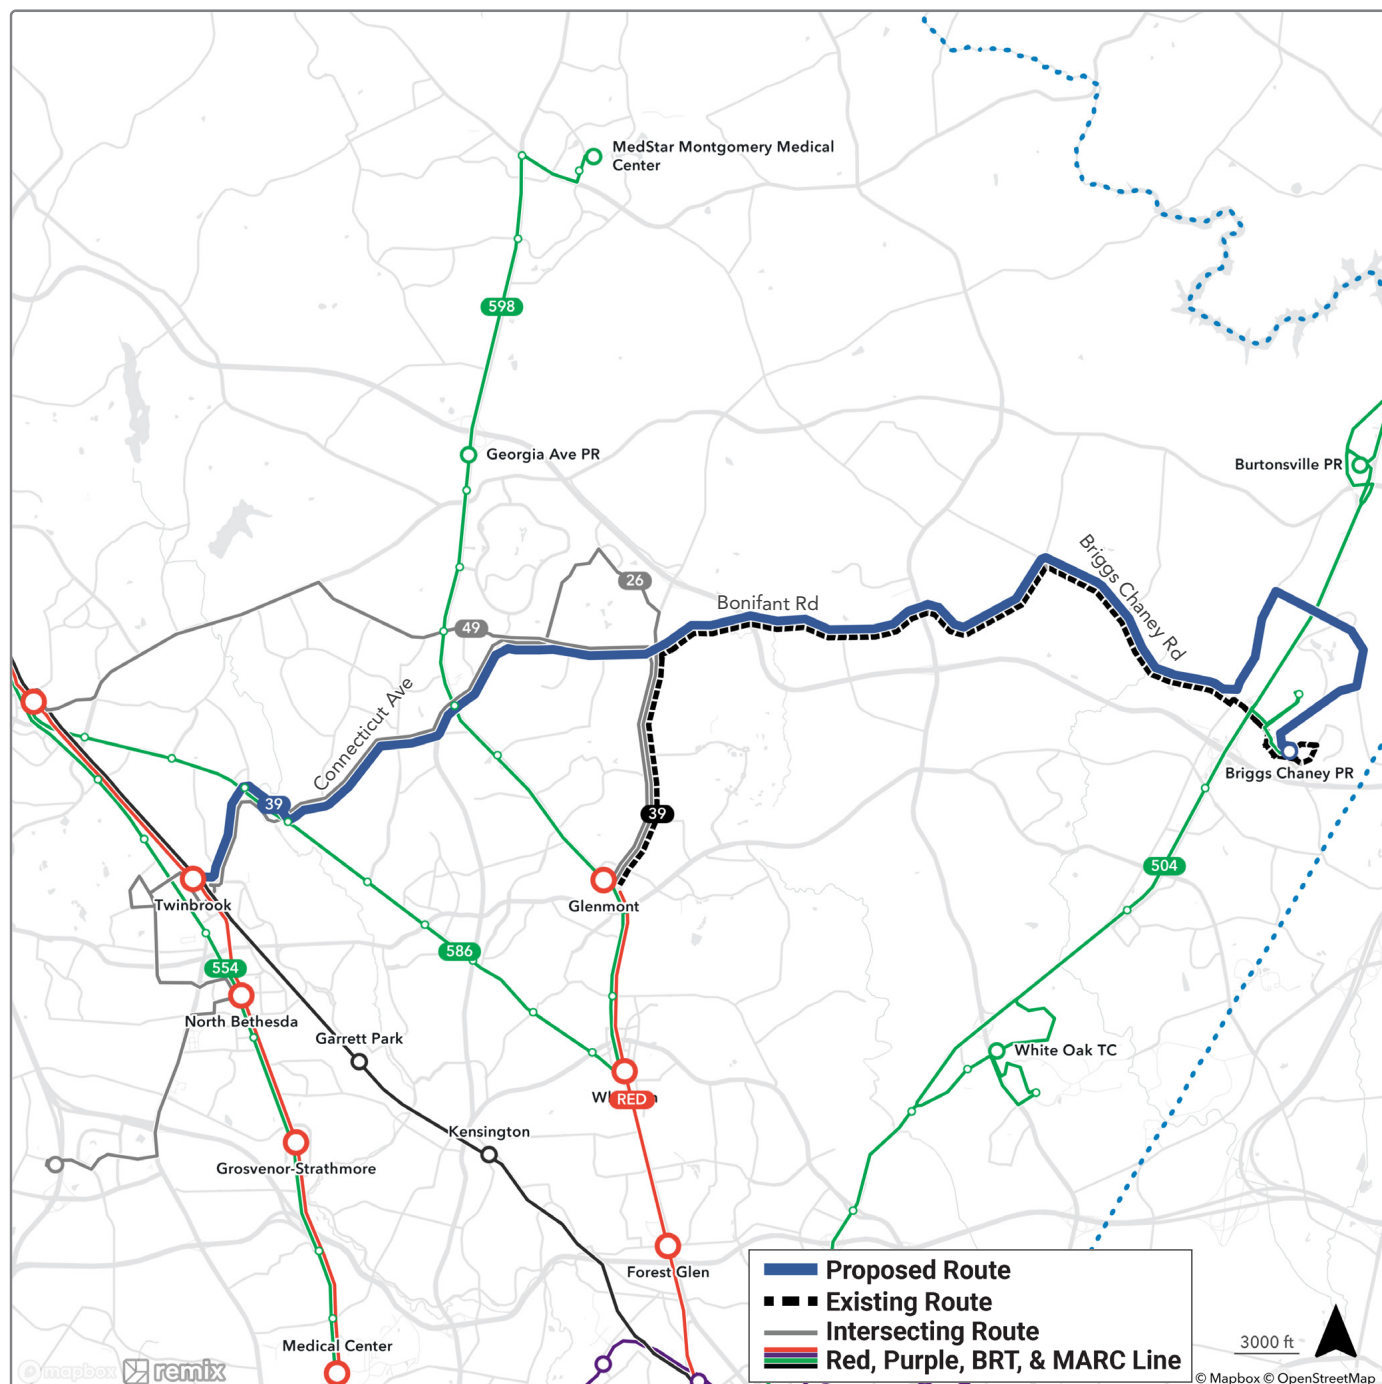 MedStar Montgomery Medical
Center
598
Georgia Ave PR
Burtonsville PR
26
49
Bonifant Rd
Briggs Chaney Rd
Connecticut Ave
39
39
Briggs Chaney PR
504
Twinbrook
Glenmont
586
554
North Bethesda
Garrett Park
White Oak TC
RED
Kensington
Grosvenor-Strathmore
Forest Glen
Medical Center
Proposed Route
Existing Route
Intersecting Route
Red, Purple, BRT, & MARC Line
3000 ft
mapbox remix
© Mapbox © OpenStreetMap